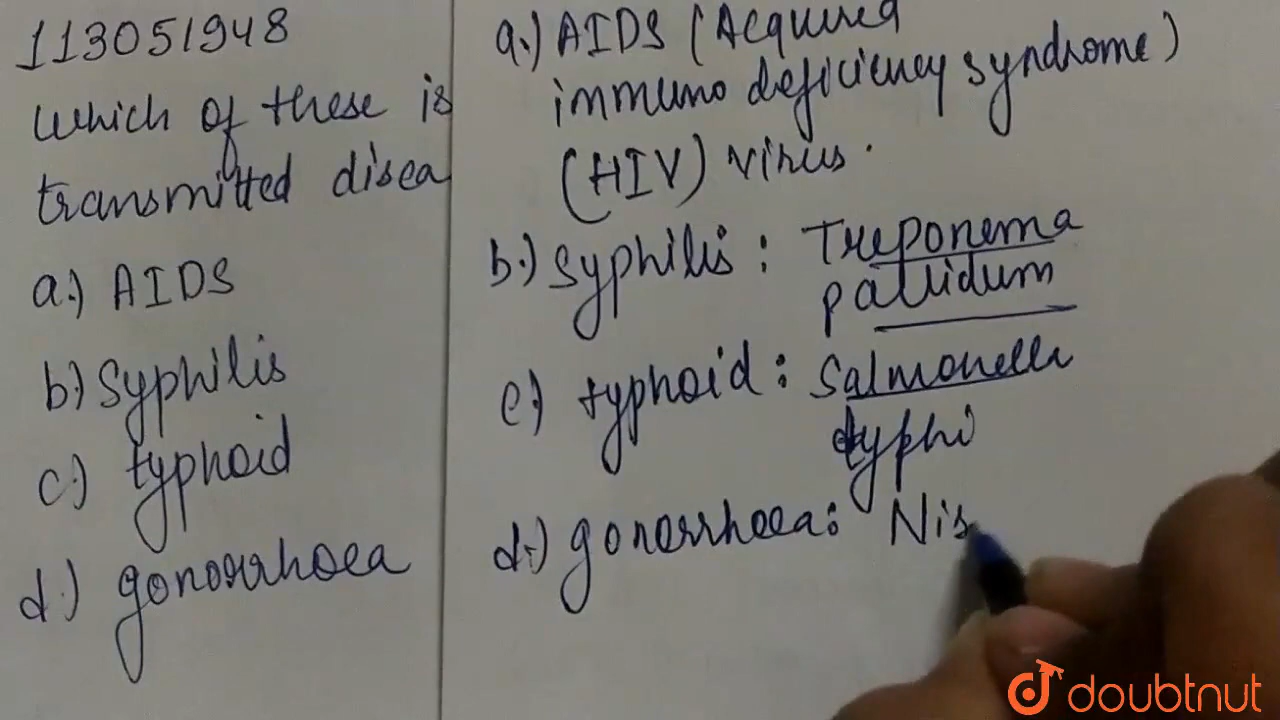 113051948
which of these is
transmitted disea
a.) AIDS
b.) Syphilis
c.) typhoid
d.) gonorrhoea
a.) AIDS (Acquired
immuno deficiency syndrome)
(HIV) virus.
b.) Syphilis : Treponema
pallidum
c.) typhoid : Salmonella
typhi
d.) gonorrhoea : Nis
doubtnut